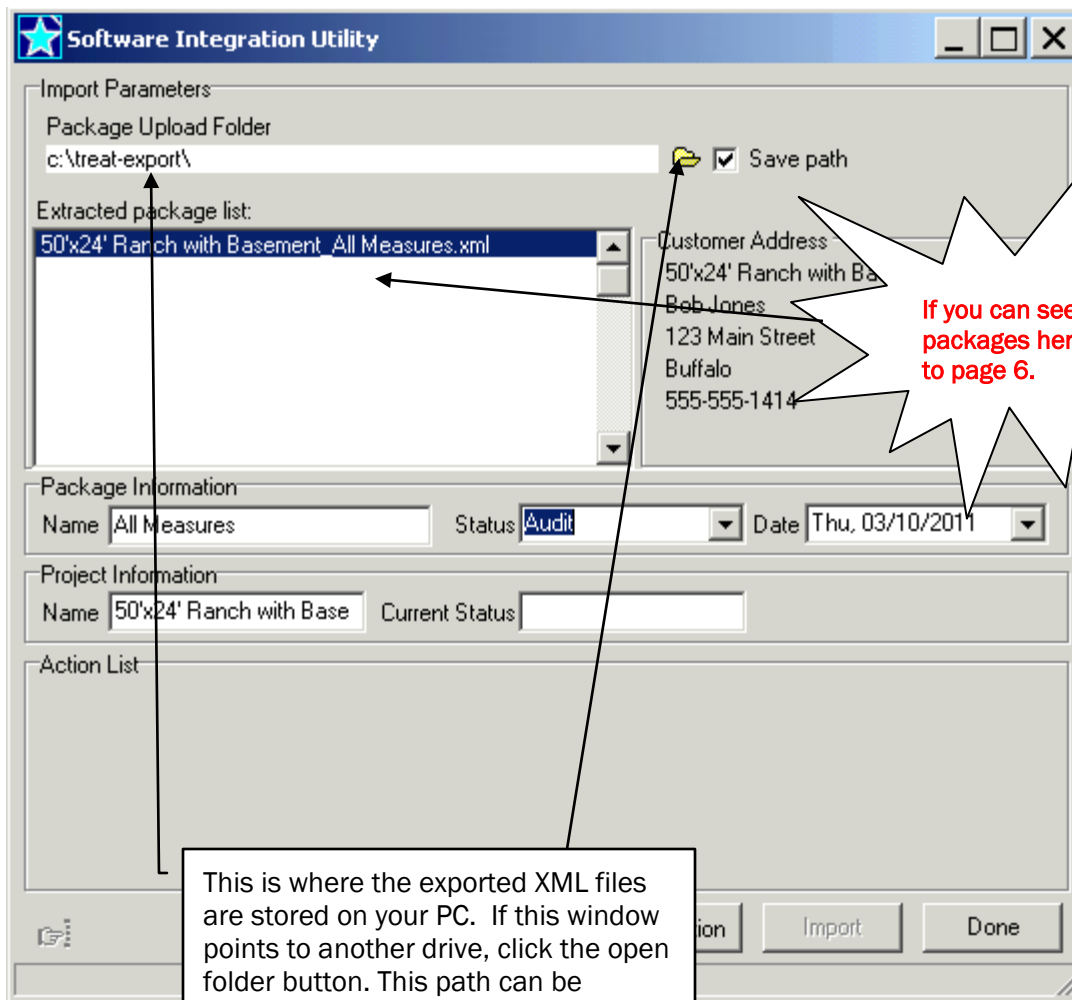 Software Integration Utility
Import Parameters
Package Upload Folder
c:\treat-export\
Save path
Extracted package list:
50'x24' Ranch with Basement_All Measures.xml
Customer Address
50'x24' Ranch with Ba
Bob Jones
123 Main Street
Buffalo
555-555-1414
If you can see
packages her
to page 6.
Package Information
Name All Measures Status Audit Date Thu, 03/10/2011
Project Information
Name 50'x24' Ranch with Base Current Status
Action List
This is where the exported XML files
are stored on your PC. If this window
points to another drive, click the open
folder button. This path can be
ion Import Done